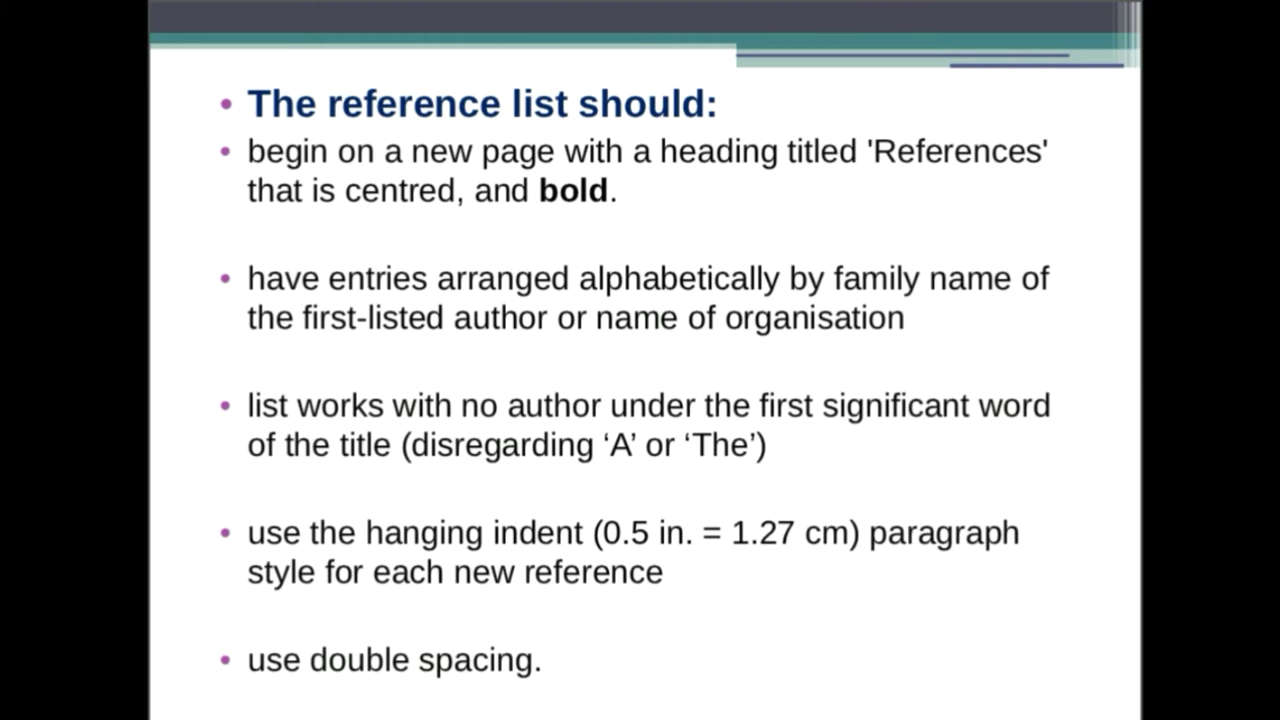 • The reference list should:
• begin on a new page with a heading titled 'References'
that is centred, and bold.
• have entries arranged alphabetically by family name of
the first-listed author or name of organisation
• list works with no author under the first significant word
of the title (disregarding ‘A’ or ‘The’)
• use the hanging indent (0.5 in. = 1.27 cm) paragraph
style for each new reference
• use double spacing.